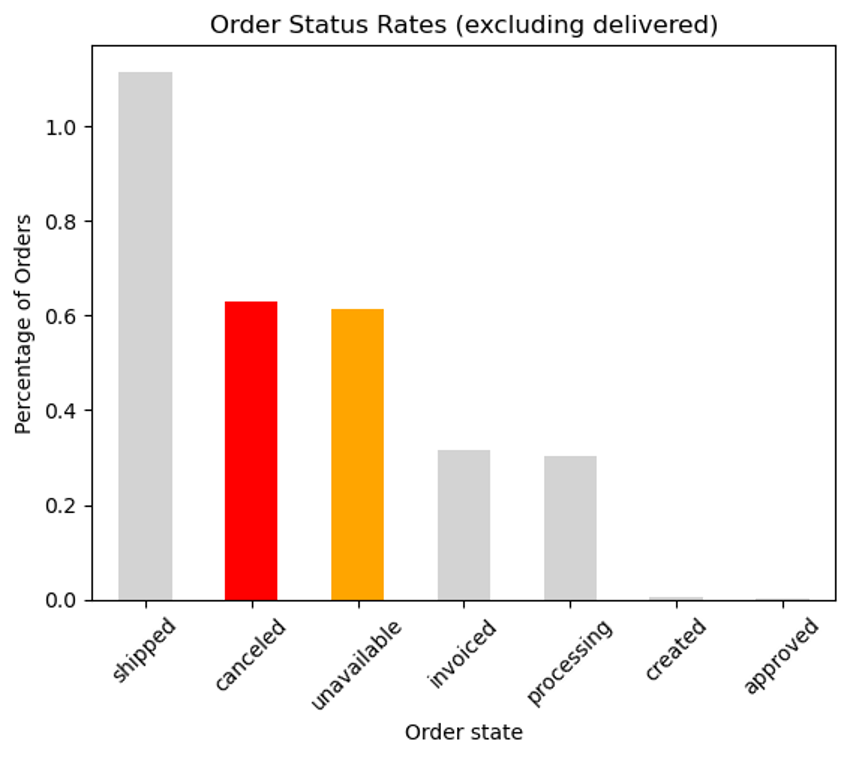 Order Status Rates (excluding delivered)
Percentage of Orders
1.0
0.8
0.6
0.4
0.2
0.0
shipped
canceled
unavailable
invoiced
processing
created
approved
Order state